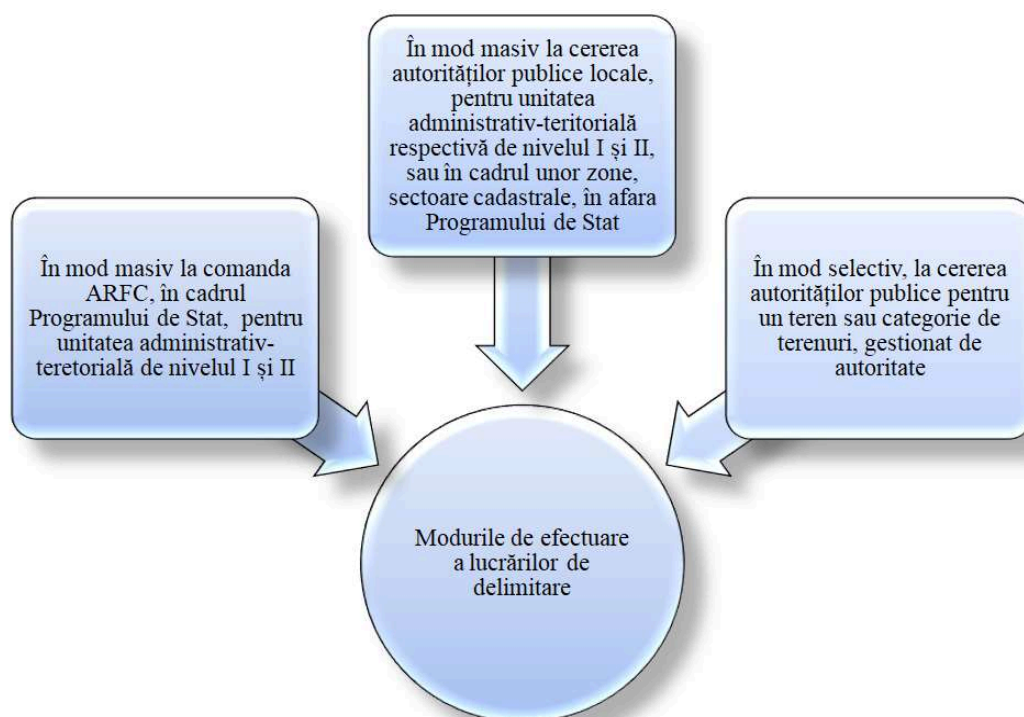 În mod masiv la cererea
autorităților publice locale,
pentru unitatea
administrativ-teritorială
respectivă de nivelul I și II,
sau în cadrul unor zone,
sectoare cadastrale, în afara
Programului de Stat
În mod masiv la comanda
ARFC, în cadrul
Programului de Stat, pentru
unitatea administrativ-
teretorială de nivelul I și II
În mod selectiv, la cererea
autorităților publice pentru
un teren sau categorie de
terenuri, gestionat de
autoritate
Modurile de efectuare
a lucrărilor de
delimitare